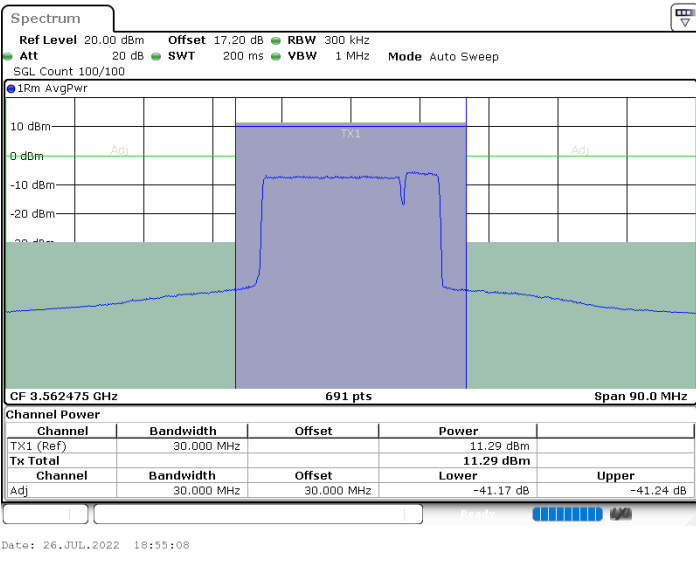 Spectrum
Ref Level 20.00 dBm Offset 17.20 dB RBW 300 kHz
Att 20 dB SWT 200 ms VBW 1 MHz Mode Auto Sweep
SGL Count 100/100
1Rm AvgPwr
10 dBm
TX1
Adj Adj
0 dBm
-10 dBm
-20 dBm
CF 3.562475 GHz 691 pts Span 90.0 MHz
Channel Power
Channel Bandwidth Offset Power
TX1 (Ref) 30.000 MHz 11.29 dBm
Tx Total 11.29 dBm
Channel Bandwidth Offset Lower Upper
Adj 30.000 MHz 30.000 MHz -41.17 dB -41.24 dB
Ready
Date: 26.JUL.2022 18:55:08